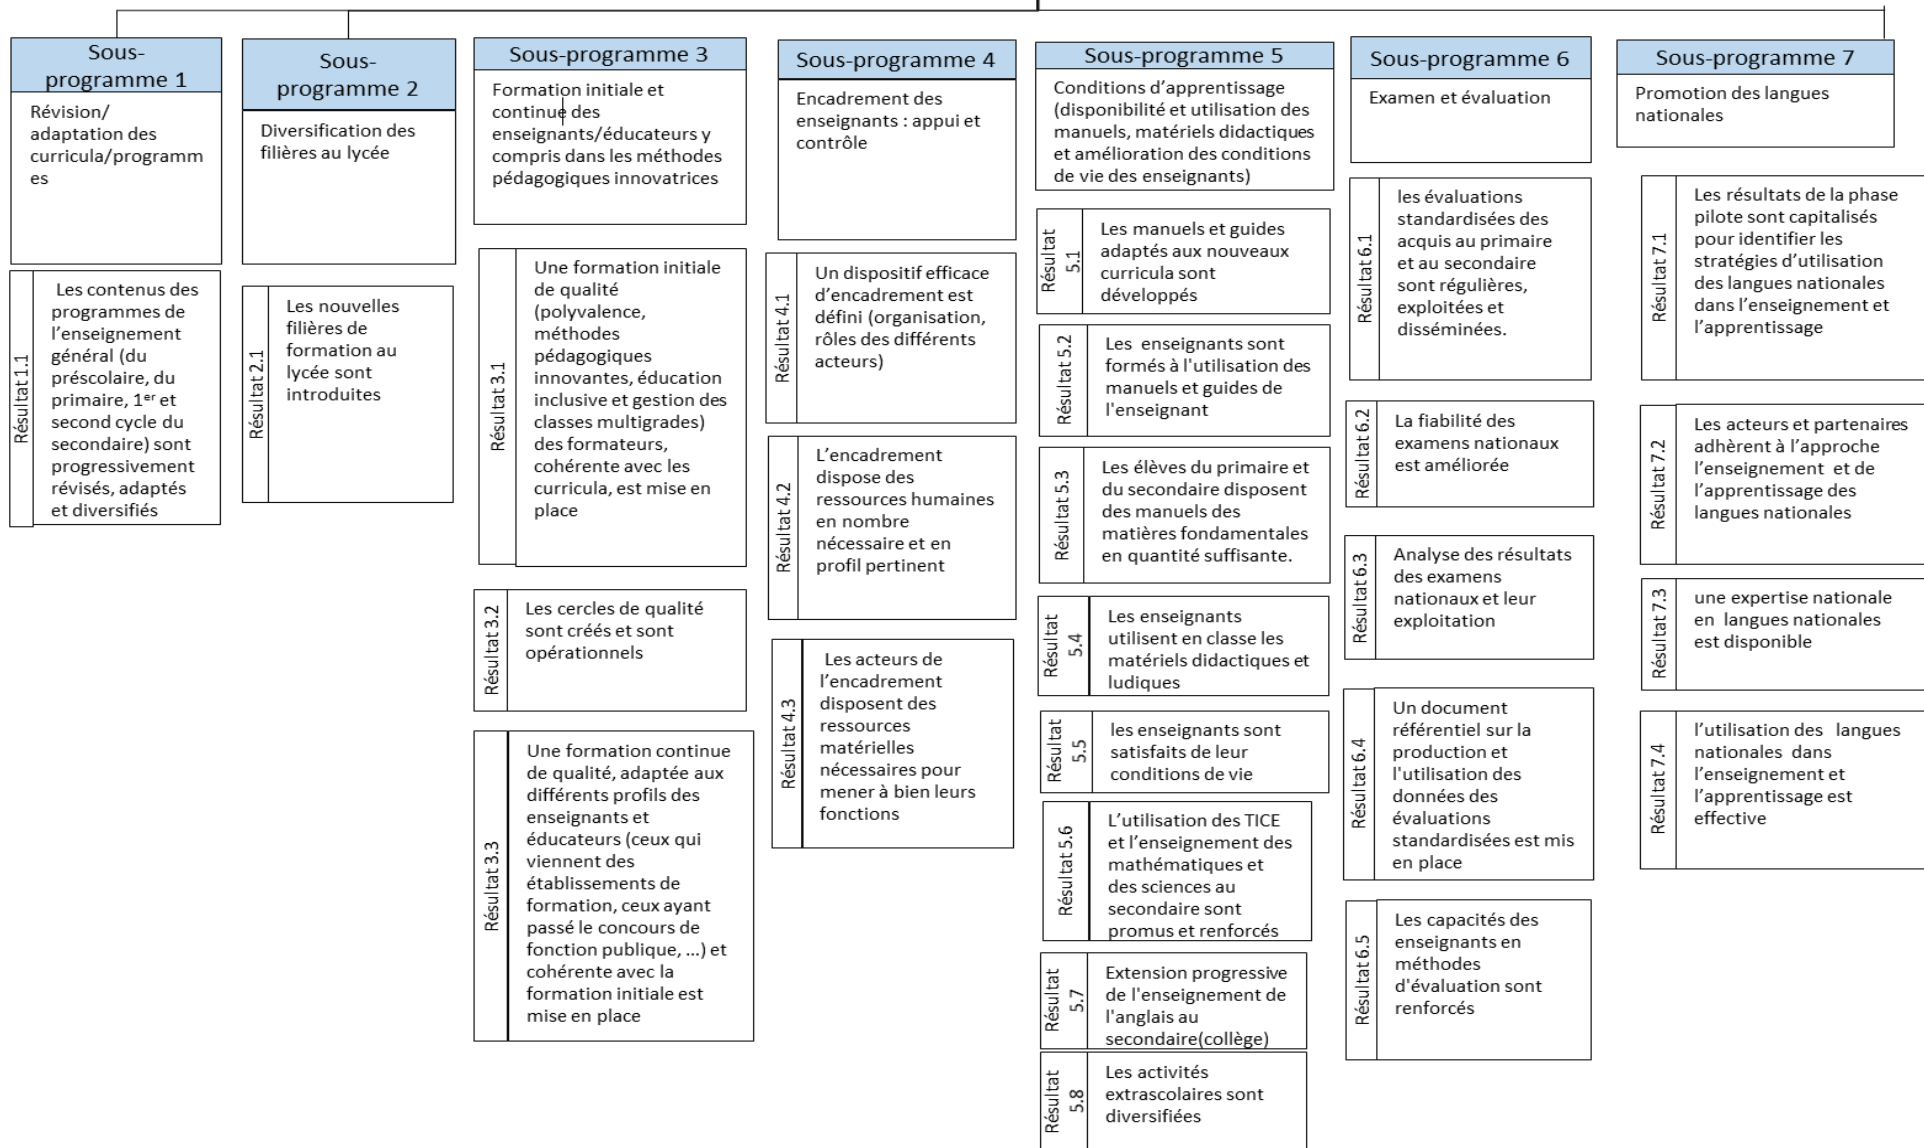 Sous-
programme 1
Révision/
adaptation des
curricula/programm
es
Résultat 1.1
Les contenus des
programmes de
l’enseignement
général (du
préscolaire, du
primaire, 1er et
second cycle du
secondaire) sont
progressivement
révisés, adaptés
et diversifiés
Sous-
programme 2
Diversification des
filières au lycée
Résultat 2.1
Les nouvelles
filières de
formation au
lycée sont
introduites
Sous-programme 3
Formation initiale et
continue des
enseignants/éducateurs y
compris dans les méthodes
pédagogiques innovatrices
Résultat 3.1
Une formation initiale
de qualité
(polyvalence,
méthodes
pédagogiques
innovantes, éducation
inclusive et gestion des
classes multigrades)
des formateurs,
cohérente avec les
curricula, est mise en
place
Résultat 3.2
Les cercles de qualité
sont créés et sont
opérationnels
Résultat 3.3
Une formation continue
de qualité, adaptée aux
différents profils des
enseignants et
éducateurs (ceux qui
viennent des
établissements de
formation, ceux ayant
passé le concours de
fonction publique, ...) et
cohérente avec la
formation initiale est
mise en place
Sous-programme 4
Encadrement des
enseignants : appui et
contrôle
Résultat 4.1
Un dispositif efficace
d’encadrement est
défini (organisation,
rôles des différents
acteurs)
Résultat 4.2
L’encadrement
dispose des
ressources humaines
en nombre
nécessaire et en
profil pertinent
Résultat 4.3
Les acteurs de
l’encadrement
disposent des
ressources
matérielles
nécessaires pour
mener à bien leurs
fonctions
Sous-programme 5
Conditions d’apprentissage
(disponibilité et utilisation des
manuels, matériels didactiques
et amélioration des conditions
de vie des enseignants)
Résultat
5.1
Les manuels et guides
adaptés aux nouveaux
curricula sont
développés
Résultat 5.2
Les enseignants sont
formés à l'utilisation des
manuels et guides de
l'enseignant
Résultat 5.3
Les élèves du primaire et
du secondaire disposent
des manuels des
matières fondamentales
en quantité suffisante.
Résultat
5.4
Les enseignants
utilisent en classe les
matériels didactiques et
ludiques
Résultat
5.5
les enseignants sont
satisfaits de leur
conditions de vie
Résultat 5.6
L’utilisation des TICE
et l’enseignement des
mathématiques et
des sciences au
secondaire sont
promus et renforcés
Résultat
5.7
Extension progressive
de l'enseignement de
l'anglais au
secondaire(collège)
Résultat
5.8
Les activités
extrascolaires sont
diversifiées
Sous-programme 6
Examen et évaluation
Résultat 6.1
les évaluations
standardisées des
acquis au primaire
et au secondaire
sont régulières,
exploitées et
disséminées.
Résultat 6.2
La fiabilité des
examens nationaux
est améliorée
Résultat 6.3
Analyse des résultats
des examens
nationaux et leur
exploitation
Résultat 6.4
Un document
référentiel sur la
production et
l'utilisation des
données des
évaluations
standardisées est mis
en place
Résultat 6.5
Les capacités des
enseignants en
méthodes
d'évaluation sont
renforcés
Sous-programme 7
Promotion des langues
nationales
Résultat 7.1
Les résultats de la phase
pilote sont capitalisés
pour identifier les
stratégies d’utilisation
des langues nationales
dans l’enseignement et
l’apprentissage
Résultat 7.2
Les acteurs et partenaires
adhèrent à l’approche
l’enseignement et de
l’apprentissage des
langues nationales
Résultat 7.3
une expertise nationale
en langues nationales
est disponible
Résultat 7.4
l’utilisation des langues
nationales dans
l’enseignement et
l’apprentissage est
effective